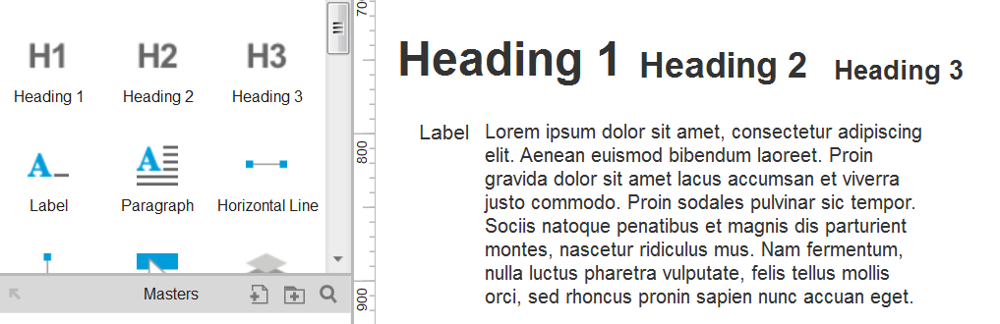 H1 H2 H3
Heading 1 Heading 2 Heading 3
A A
Label Paragraph Horizontal Line
Masters
700
800
900
Heading 1 Heading 2 Heading 3
Label
Lorem ipsum dolor sit amet, consectetur adipiscing
elit. Aenean euismod bibendum laoreet. Proin
gravida dolor sit amet lacus accumsan et viverra
justo commodo. Proin sodales pulvinar sic tempor.
Sociis natoque penatibus et magnis dis parturient
montes, nascetur ridiculus mus. Nam fermentum,
nulla luctus pharetra vulputate, felis tellus mollis
orci, sed rhoncus pronin sapien nunc accuan eget.